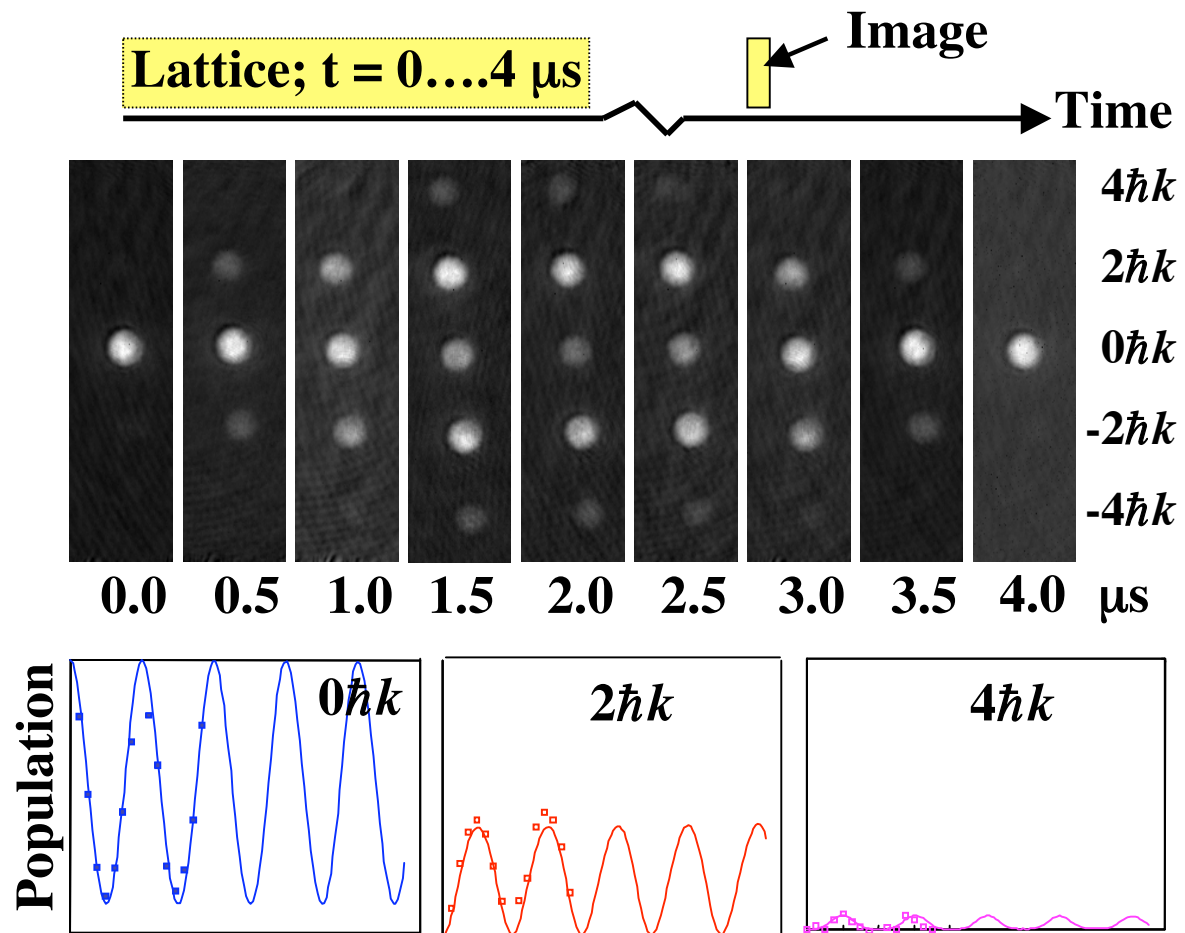 Image
Lattice; t = 0....4 μs
Time
4ħk
2ħk
0ħk
-2ħk
-4ħk
0.0 0.5 1.0 1.5 2.0 2.5 3.0 3.5 4.0 μs
Population
0ħk 2ħk 4ħk